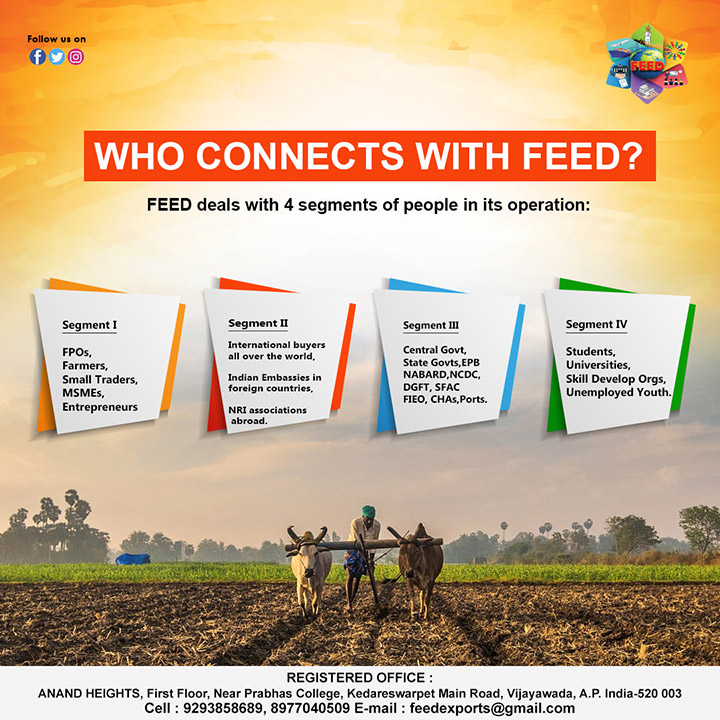 Follow us on
FEED
WHO CONNECTS WITH FEED?
FEED deals with 4 segments of people in its operation:
Segment I
FPOs,
Farmers,
Small Traders,
MSMEs,
Entrepreneurs
Segment II
International buyers
all over the world,
Indian Embassies in
foreign countries,
NRI associations
abroad.
Segment III
Central Govt,
State Govts,EPB
NABARD,NCDC,
DGFT, SFAC
FIEO, CHAs,Ports.
Segment IV
Students,
Universities,
Skill Develop Orgs,
Unemployed Youth.
REGISTERED OFFICE :
ANAND HEIGHTS, First Floor, Near Prabhas College, Kedareswarpet Main Road, Vijayawada, A.P. India-520 003
Cell : 9293858689, 8977040509 E-mail : feedexports@gmail.com